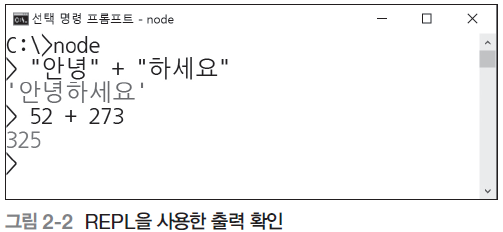 선택 명령 프롬프트 - node
C:\>node
> "안녕" + "하세요"
'안녕하세요'
> 52 + 273
325
>
그림 2-2 REPL을 사용한 출력 확인